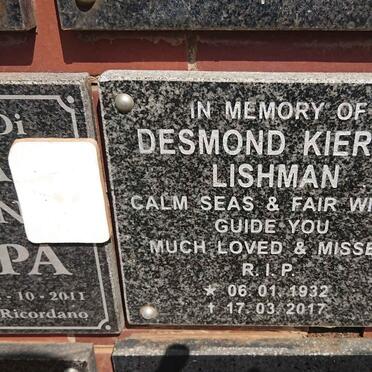 IN MEMORY OF
DESMOND KIER
LISHMAN
CALM SEAS & FAIR WI
GUIDE YOU
MUCH LOVED & MISSE
R.I.P.
★ 06.01.1932
† 17.03.2017
Di
PA
- 10 - 2011
Ricordano